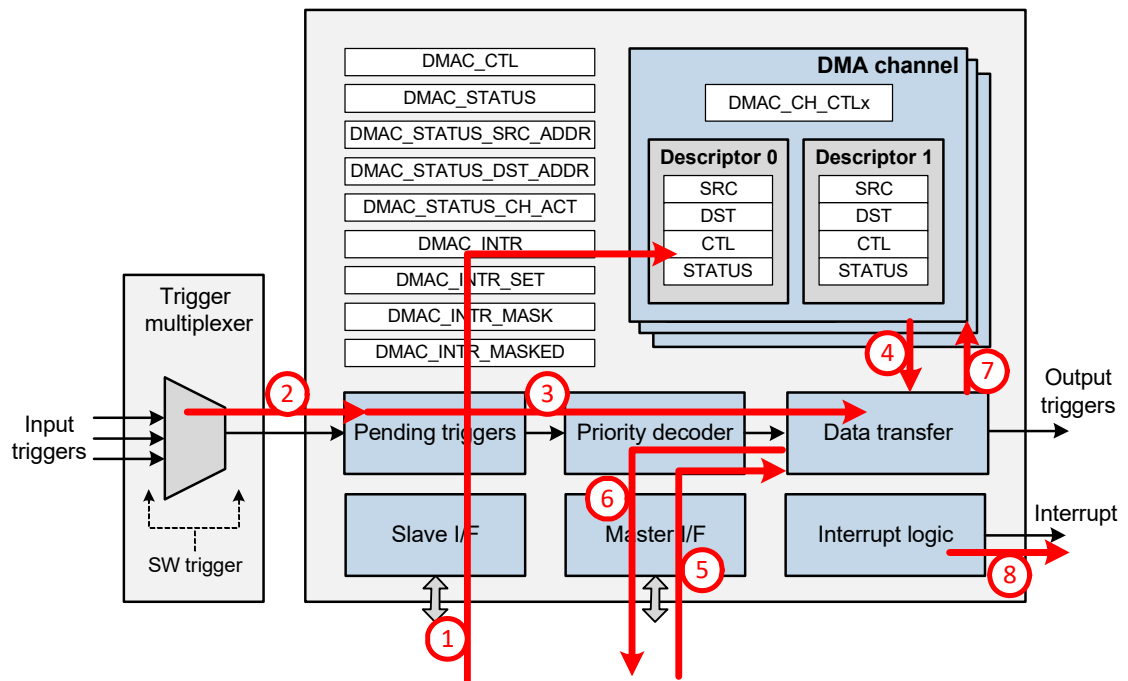 DMAC_CTL
DMAC_STATUS
DMAC_STATUS_SRC_ADDR
DMAC_STATUS_DST_ADDR
DMAC_STATUS_CH_ACT
DMAC_INTR
DMAC_INTR_SET
DMAC_INTR_MASK
DMAC_INTR_MASKED
DMA channel
DMAC_CH_CTLx
Descriptor 0
SRC
DST
CTL
STATUS
Descriptor 1
SRC
DST
CTL
STATUS
Trigger
multiplexer
Input
triggers
SW trigger
2
3
4
7
Pending triggers
Priority decoder
Data transfer
Output
triggers
6
5
Slave I/F
Master I/F
Interrupt logic
Interrupt
8
1